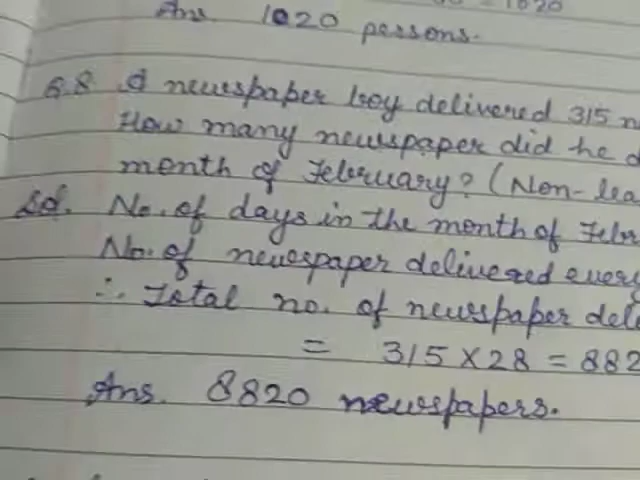 Ans. 1020 persons.
Q.8. A newspaper boy delivered 315 n
How many newspaper did he d
month of February? (Non-lea
Sol. No. of days in the month of Febr
No. of newspaper delivered every
∴ Total no. of newspaper deli
= 315 × 28 = 882
Ans. 8820 newspapers.